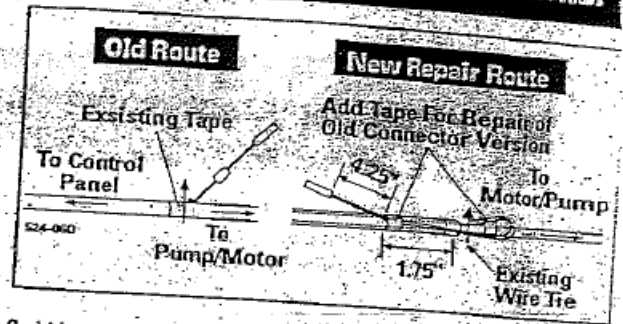 Old Route
Exsisting Tape
To Control
Panel
524-060
To
Pump/Motor
New Repair Route
Add Tape For Repair of
Old Connector Version
4.25"
To
Motor/Pump
1.75"
Existing
Wire Tie